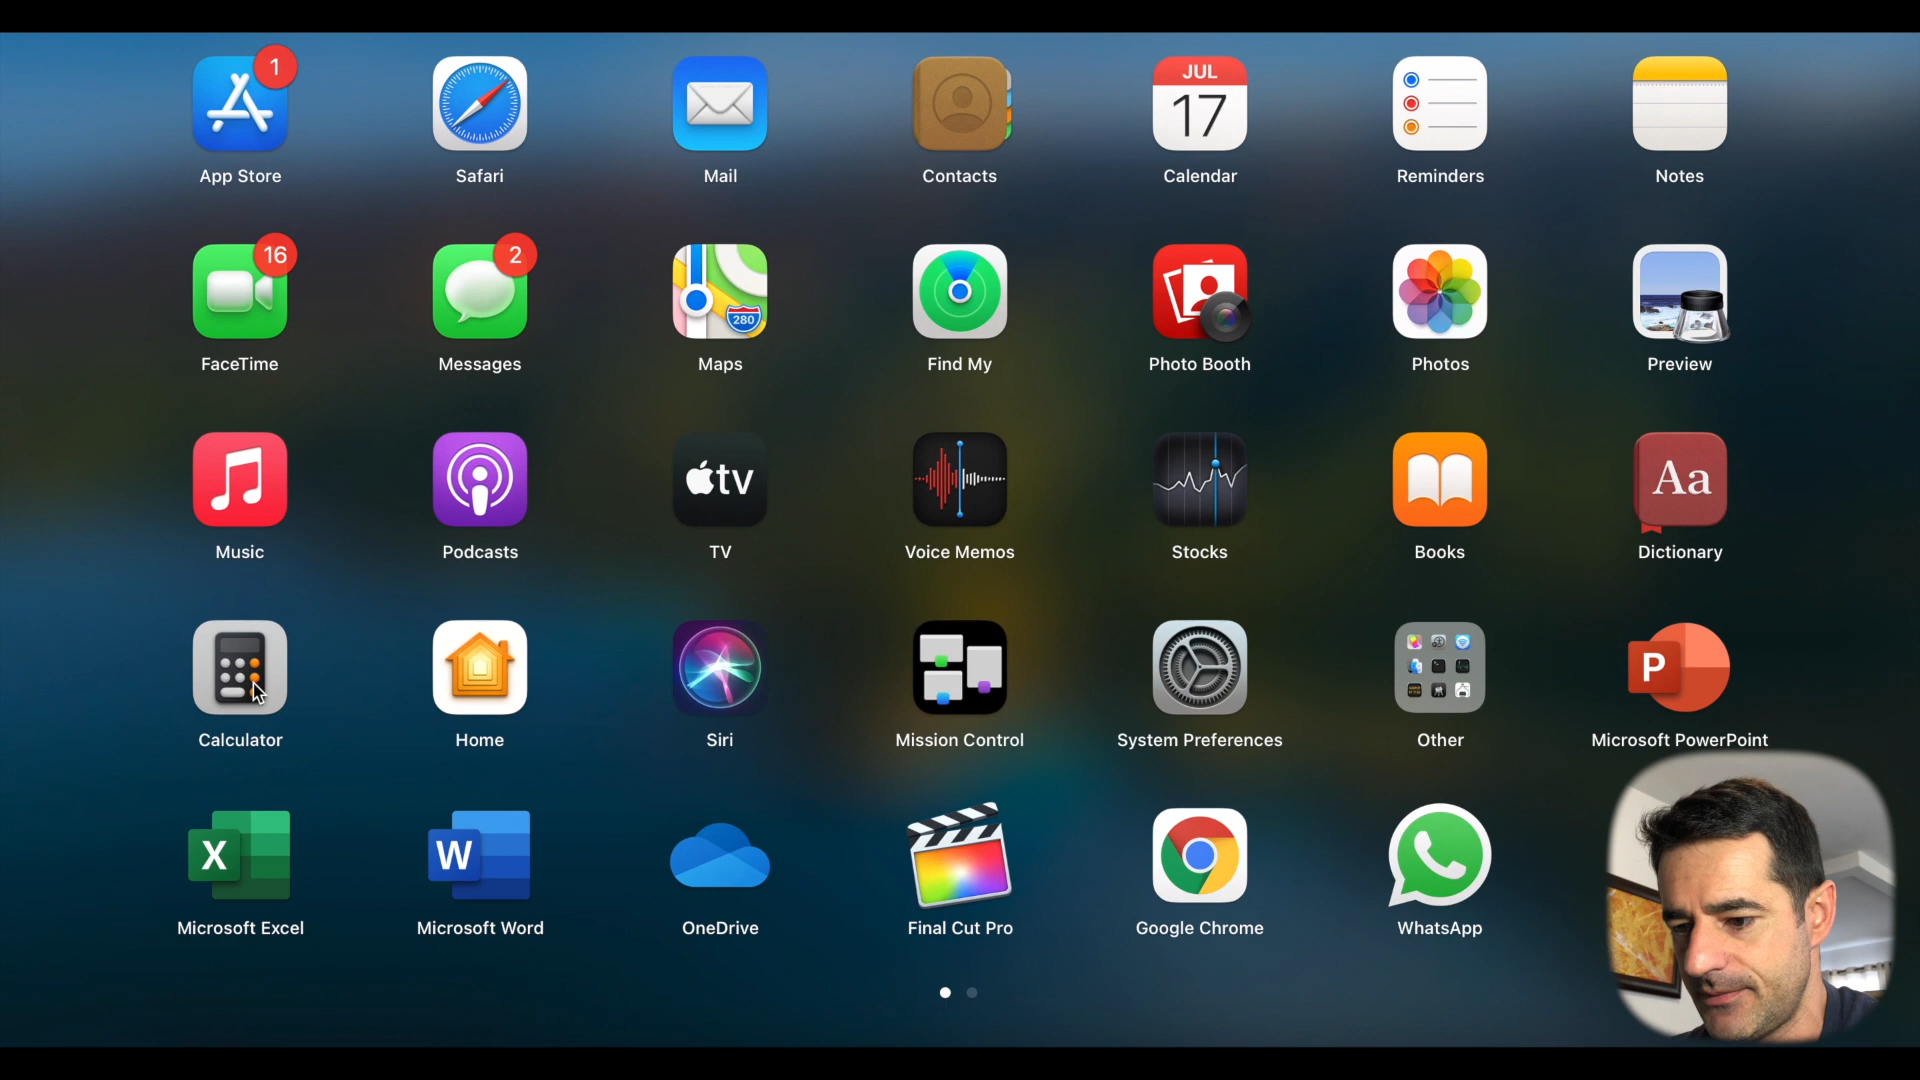 1
JUL
17
App Store
Safari
Mail
Contacts
Calendar
Reminders
Notes
16
2
280
FaceTime
Messages
Maps
Find My
Photo Booth
Photos
Preview
tv
Aa
Music
Podcasts
TV
Voice Memos
Stocks
Books
Dictionary
P
Calculator
Home
Siri
Mission Control
System Preferences
Other
Microsoft PowerPoint
X
W
Microsoft Excel
Microsoft Word
OneDrive
Final Cut Pro
Google Chrome
WhatsApp